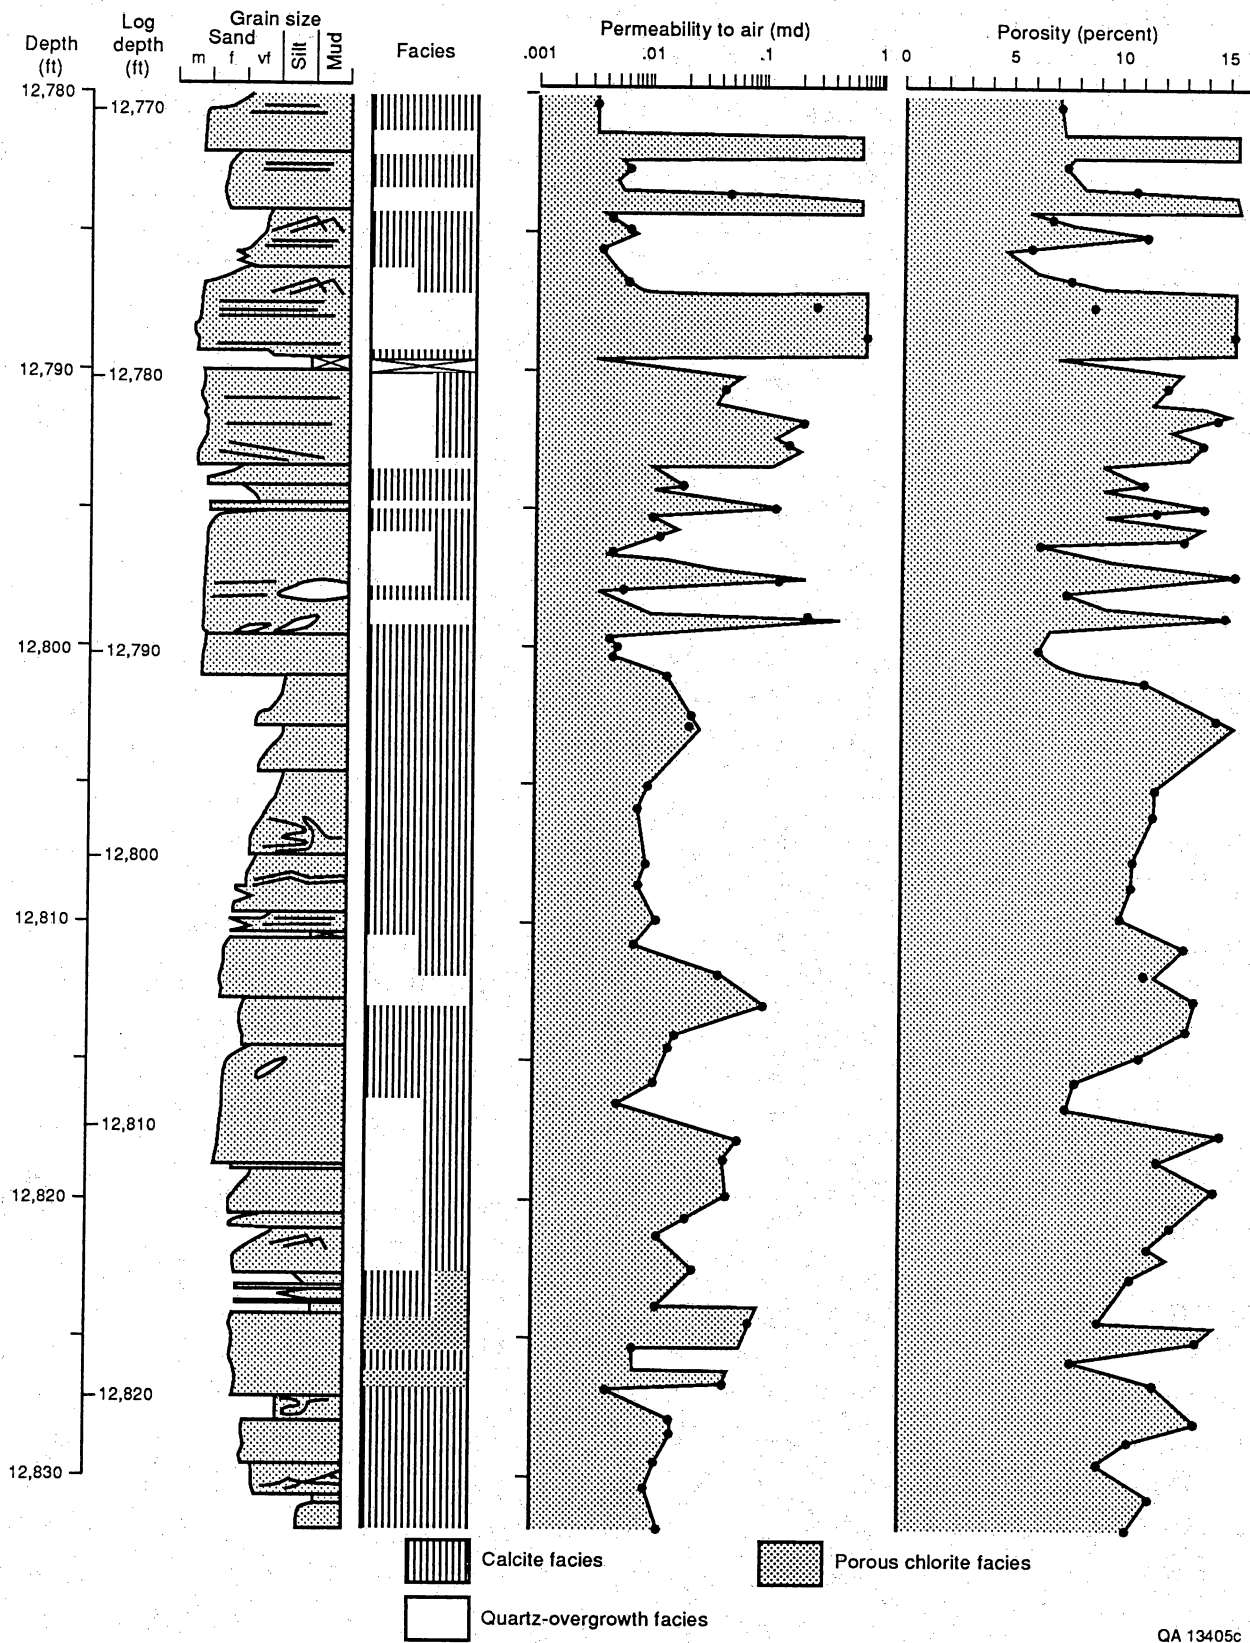 Depth
(ft)
Log
depth
(ft)
Grain size
Sand
m f vf
Silt
Mud
Facies
Permeability to air (md)
.001 .01 .1 1
Porosity (percent)
0 5 10 15
12,780
12,790
12,800
12,810
12,820
12,830
12,770
12,780
12,790
12,800
12,810
12,820
Calcite facies
Porous chlorite facies
Quartz-overgrowth facies
QA 13405c